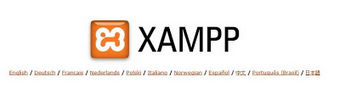 XAMPP
English / Deutsch / Francais / Nederlands / Polski / Italiano / Norwegian / Español / 中文 / Português (Brasil) / 日本語